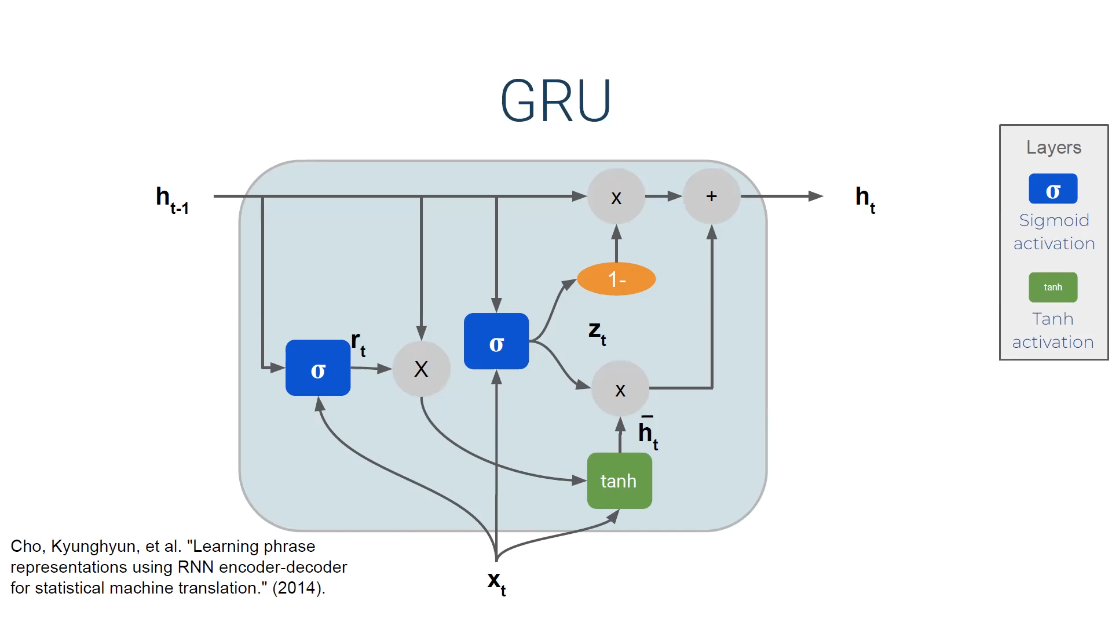 GRU
h_{t-1}
x
+
h_t
Layers
σ
Sigmoid
activation
tanh
Tanh
activation
1-
r_t
σ
X
σ
z_t
x
h̄_t
tanh
x_t
Cho, Kyunghyun, et al. "Learning phrase
representations using RNN encoder-decoder
for statistical machine translation." (2014).